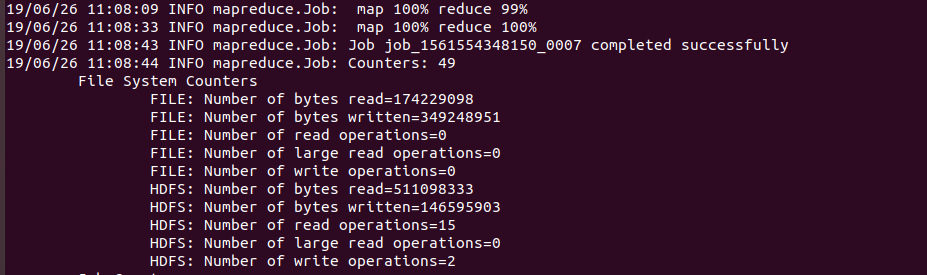 19/06/26 11:08:09 INFO mapreduce.Job:  map 100% reduce 99%
19/06/26 11:08:33 INFO mapreduce.Job:  map 100% reduce 100%
19/06/26 11:08:43 INFO mapreduce.Job: Job job_1561554348150_0007 completed successfully
19/06/26 11:08:44 INFO mapreduce.Job: Counters: 49
File System Counters
FILE: Number of bytes read=174229098
FILE: Number of bytes written=349248951
FILE: Number of read operations=0
FILE: Number of large read operations=0
FILE: Number of write operations=0
HDFS: Number of bytes read=511098333
HDFS: Number of bytes written=146595903
HDFS: Number of read operations=15
HDFS: Number of large read operations=0
HDFS: Number of write operations=2